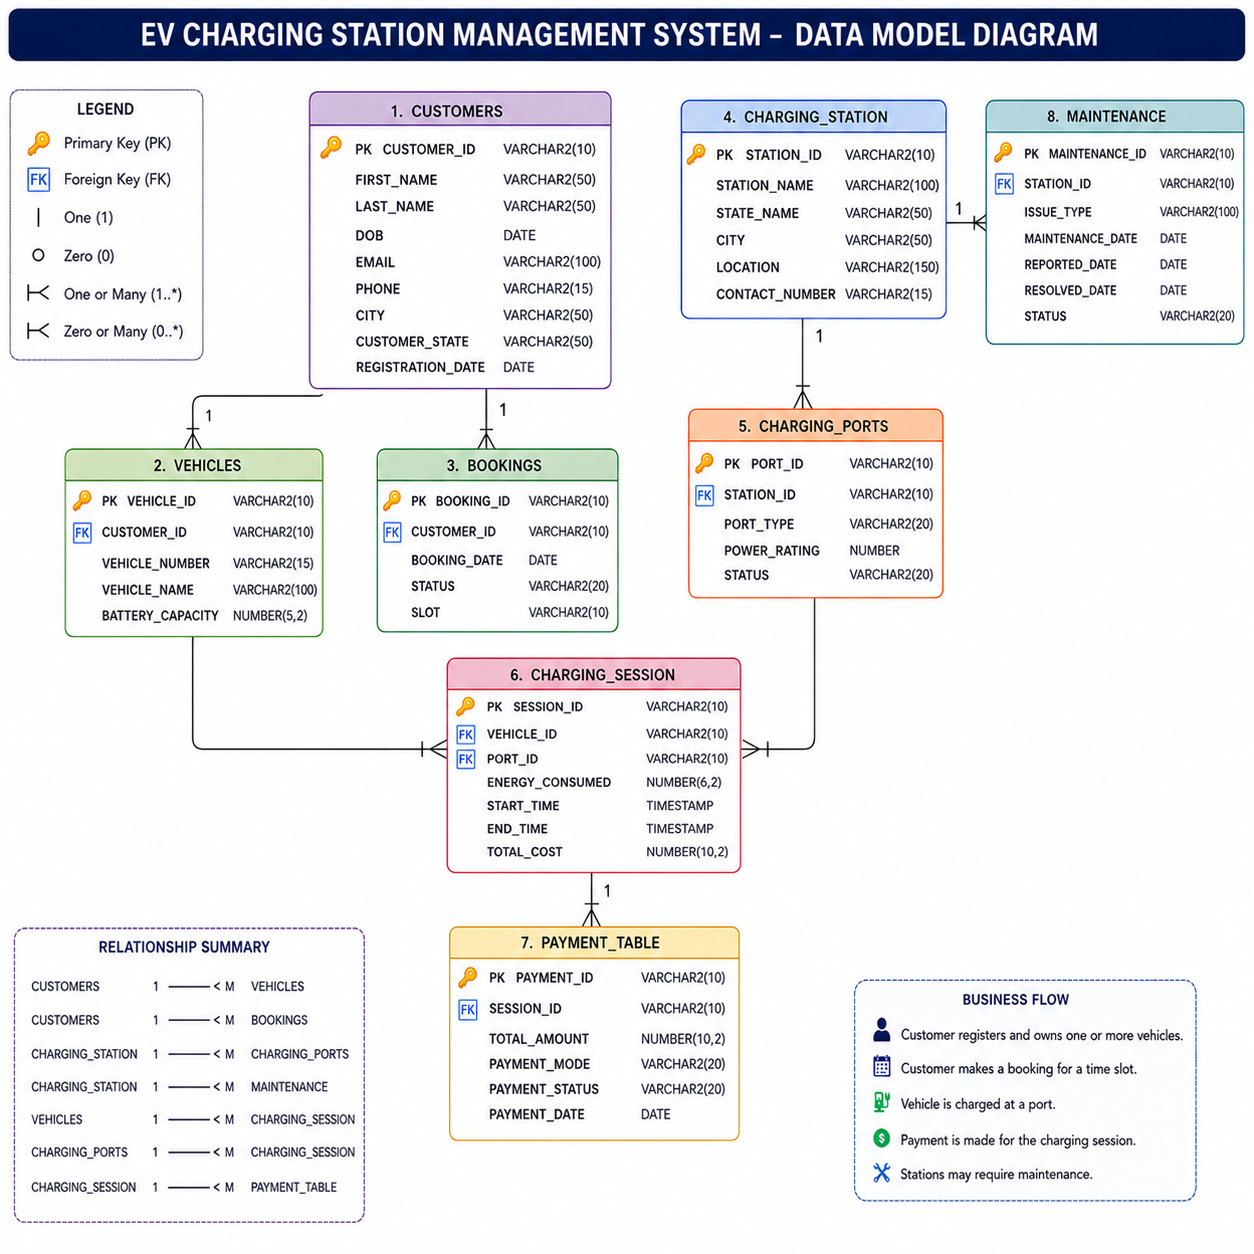 EV CHARGING STATION MANAGEMENT SYSTEM – DATA MODEL DIAGRAM
LEGEND
Primary Key (PK)
FK Foreign Key (FK)
One (1)
Zero (0)
One or Many (1..*)
Zero or Many (0..*)
1. CUSTOMERS
PK CUSTOMER_ID VARCHAR2(10)
FIRST_NAME VARCHAR2(50)
LAST_NAME VARCHAR2(50)
DOB DATE
EMAIL VARCHAR2(100)
PHONE VARCHAR2(15)
CITY VARCHAR2(50)
CUSTOMER_STATE VARCHAR2(50)
REGISTRATION_DATE DATE
4. CHARGING_STATION
PK STATION_ID VARCHAR2(10)
STATION_NAME VARCHAR2(100)
STATE_NAME VARCHAR2(50)
CITY VARCHAR2(50)
LOCATION VARCHAR2(150)
CONTACT_NUMBER VARCHAR2(15)
1
8. MAINTENANCE
PK MAINTENANCE_ID VARCHAR2(10)
FK STATION_ID VARCHAR2(10)
ISSUE_TYPE VARCHAR2(100)
MAINTENANCE_DATE DATE
REPORTED_DATE DATE
RESOLVED_DATE DATE
STATUS VARCHAR2(20)
1
1
1
2. VEHICLES
PK VEHICLE_ID VARCHAR2(10)
FK CUSTOMER_ID VARCHAR2(10)
VEHICLE_NUMBER VARCHAR2(15)
VEHICLE_NAME VARCHAR2(100)
BATTERY_CAPACITY NUMBER(5,2)
3. BOOKINGS
PK BOOKING_ID VARCHAR2(10)
FK CUSTOMER_ID VARCHAR2(10)
BOOKING_DATE DATE
STATUS VARCHAR2(20)
SLOT VARCHAR2(10)
5. CHARGING_PORTS
PK PORT_ID VARCHAR2(10)
FK STATION_ID VARCHAR2(10)
PORT_TYPE VARCHAR2(20)
POWER_RATING NUMBER
STATUS VARCHAR2(20)
6. CHARGING_SESSION
PK SESSION_ID VARCHAR2(10)
FK VEHICLE_ID VARCHAR2(10)
FK PORT_ID VARCHAR2(10)
ENERGY_CONSUMED NUMBER(6,2)
START_TIME TIMESTAMP
END_TIME TIMESTAMP
TOTAL_COST NUMBER(10,2)
1
7. PAYMENT_TABLE
PK PAYMENT_ID VARCHAR2(10)
FK SESSION_ID VARCHAR2(10)
TOTAL_AMOUNT NUMBER(10,2)
PAYMENT_MODE VARCHAR2(20)
PAYMENT_STATUS VARCHAR2(20)
PAYMENT_DATE DATE
RELATIONSHIP SUMMARY
CUSTOMERS 1 ——< M VEHICLES
CUSTOMERS 1 ——< M BOOKINGS
CHARGING_STATION 1 ——< M CHARGING_PORTS
CHARGING_STATION 1 ——< M MAINTENANCE
VEHICLES 1 ——< M CHARGING_SESSION
CHARGING_PORTS 1 ——< M CHARGING_SESSION
CHARGING_SESSION 1 ——< M PAYMENT_TABLE
BUSINESS FLOW
Customer registers and owns one or more vehicles.
Customer makes a booking for a time slot.
Vehicle is charged at a port.
$ Payment is made for the charging session.
Stations may require maintenance.